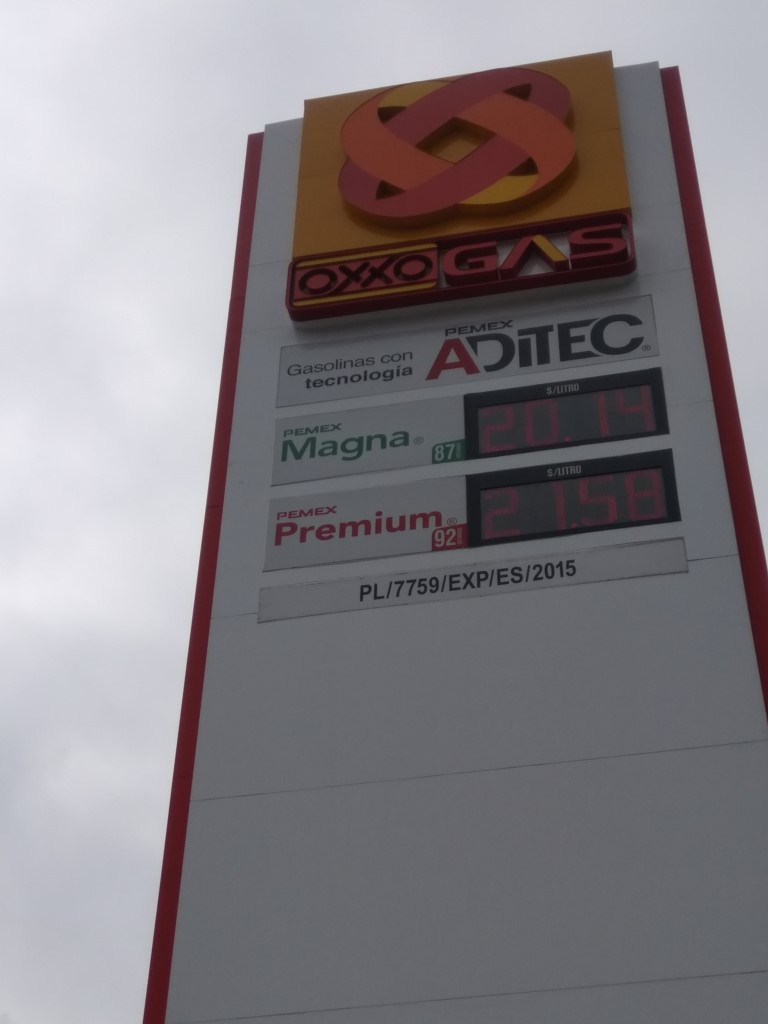 OXXO GAS
Gasolinas con
tecnología
PEMEX
ADiTEC®
PEMEX
Magna®
87
$/LITRO
20.14
PEMEX
Premium®
92
$/LITRO
21.58
PL/7759/EXP/ES/2015